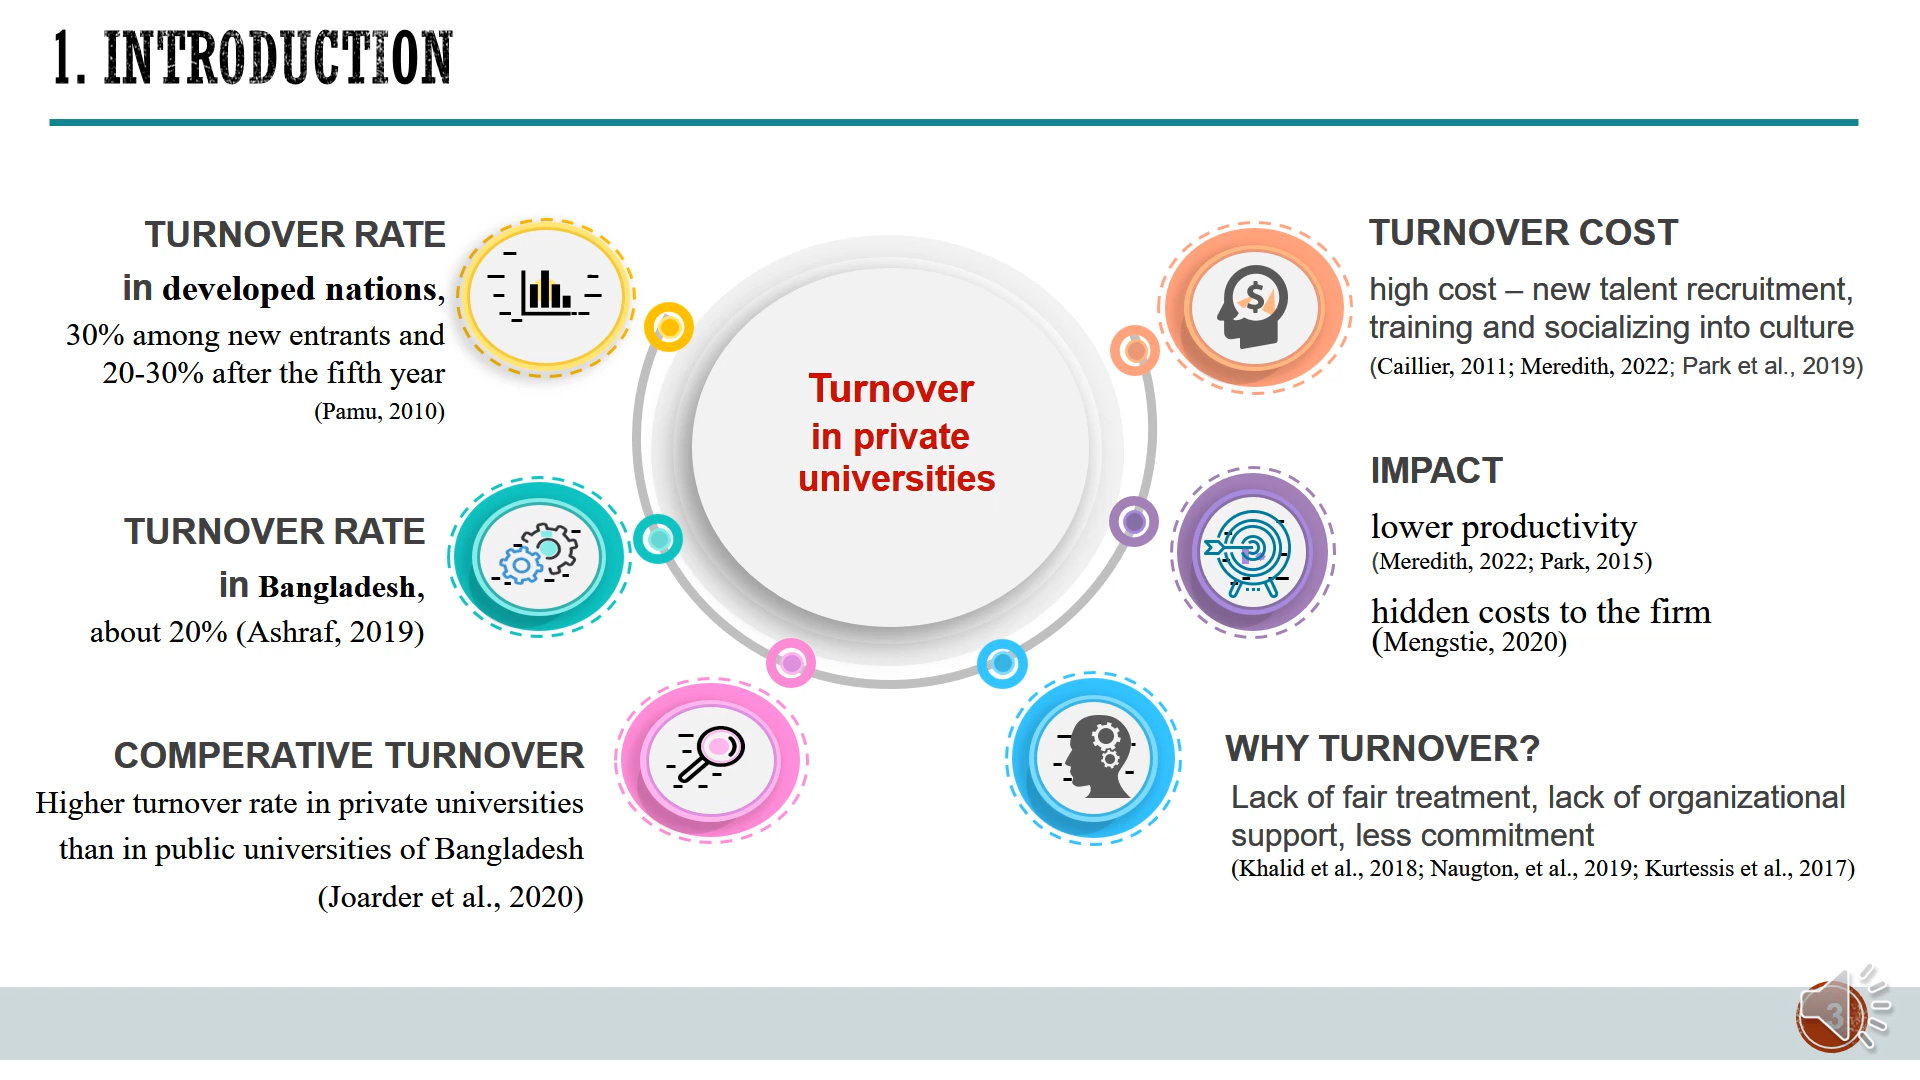 1. INTRODUCTION
TURNOVER RATE
in developed nations,
30% among new entrants and
20-30% after the fifth year
(Pamu, 2010)
TURNOVER RATE
in Bangladesh,
about 20% (Ashraf, 2019)
COMPERATIVE TURNOVER
Higher turnover rate in private universities
than in public universities of Bangladesh
(Joarder et al., 2020)
Turnover
in private
universities
TURNOVER COST
high cost – new talent recruitment,
training and socializing into culture
(Caillier, 2011; Meredith, 2022; Park et al., 2019)
IMPACT
lower productivity
(Meredith, 2022; Park, 2015)
hidden costs to the firm
(Mengstie, 2020)
WHY TURNOVER?
Lack of fair treatment, lack of organizational
support, less commitment
(Khalid et al., 2018; Naugton, et al., 2019; Kurtessis et al., 2017)
$
3